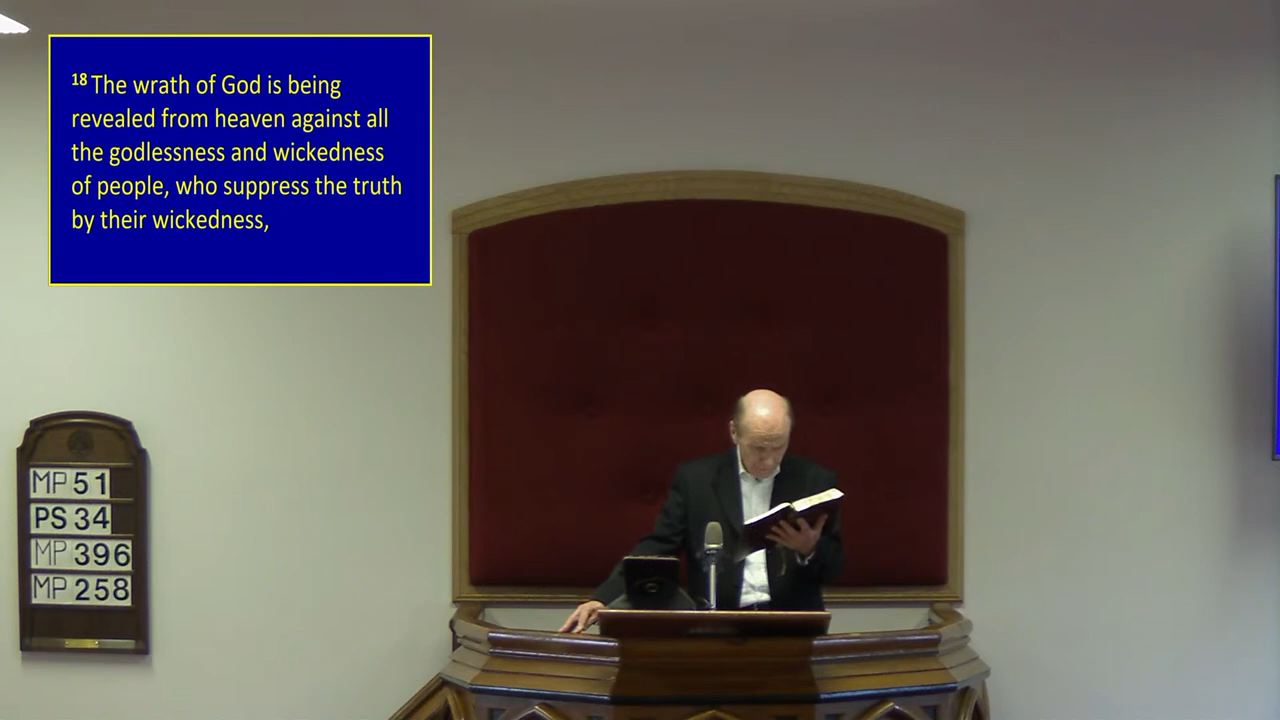 18 The wrath of God is being
revealed from heaven against all
the godlessness and wickedness
of people, who suppress the truth
by their wickedness,
MP 51
PS 34
MP 396
MP 258